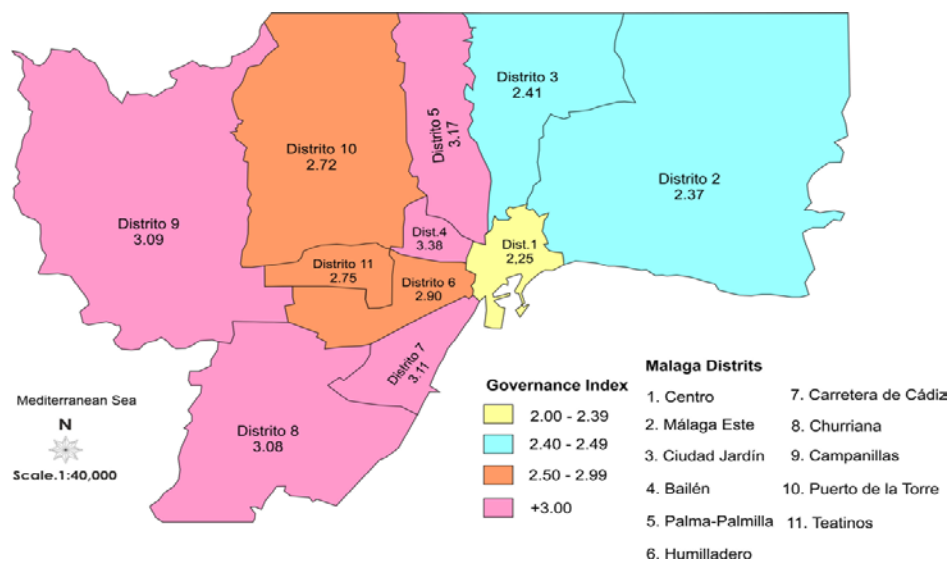 Distrito 3
2.41
Distrito 5
3.17
Distrito 10
2.72
Distrito 2
2.37
Distrito 9
3.09
Dist.4
3.38
Dist.1
2,25
Distrito 11
2.75
Distrito 6
2.90
Distrito 7
3.11
Distrito 8
3.08
Mediterranean Sea
N
Scale.1:40,000
Governance Index
2.00 - 2.39
2.40 - 2.49
2.50 - 2.99
+3.00
Malaga Distrits
1. Centro
2. Málaga Este
3. Ciudad Jardín
4. Bailén
5. Palma-Palmilla
6. Humilladero
7. Carretera de Cádiz
8. Churriana
9. Campanillas
10. Puerto de la Torre
11. Teatinos